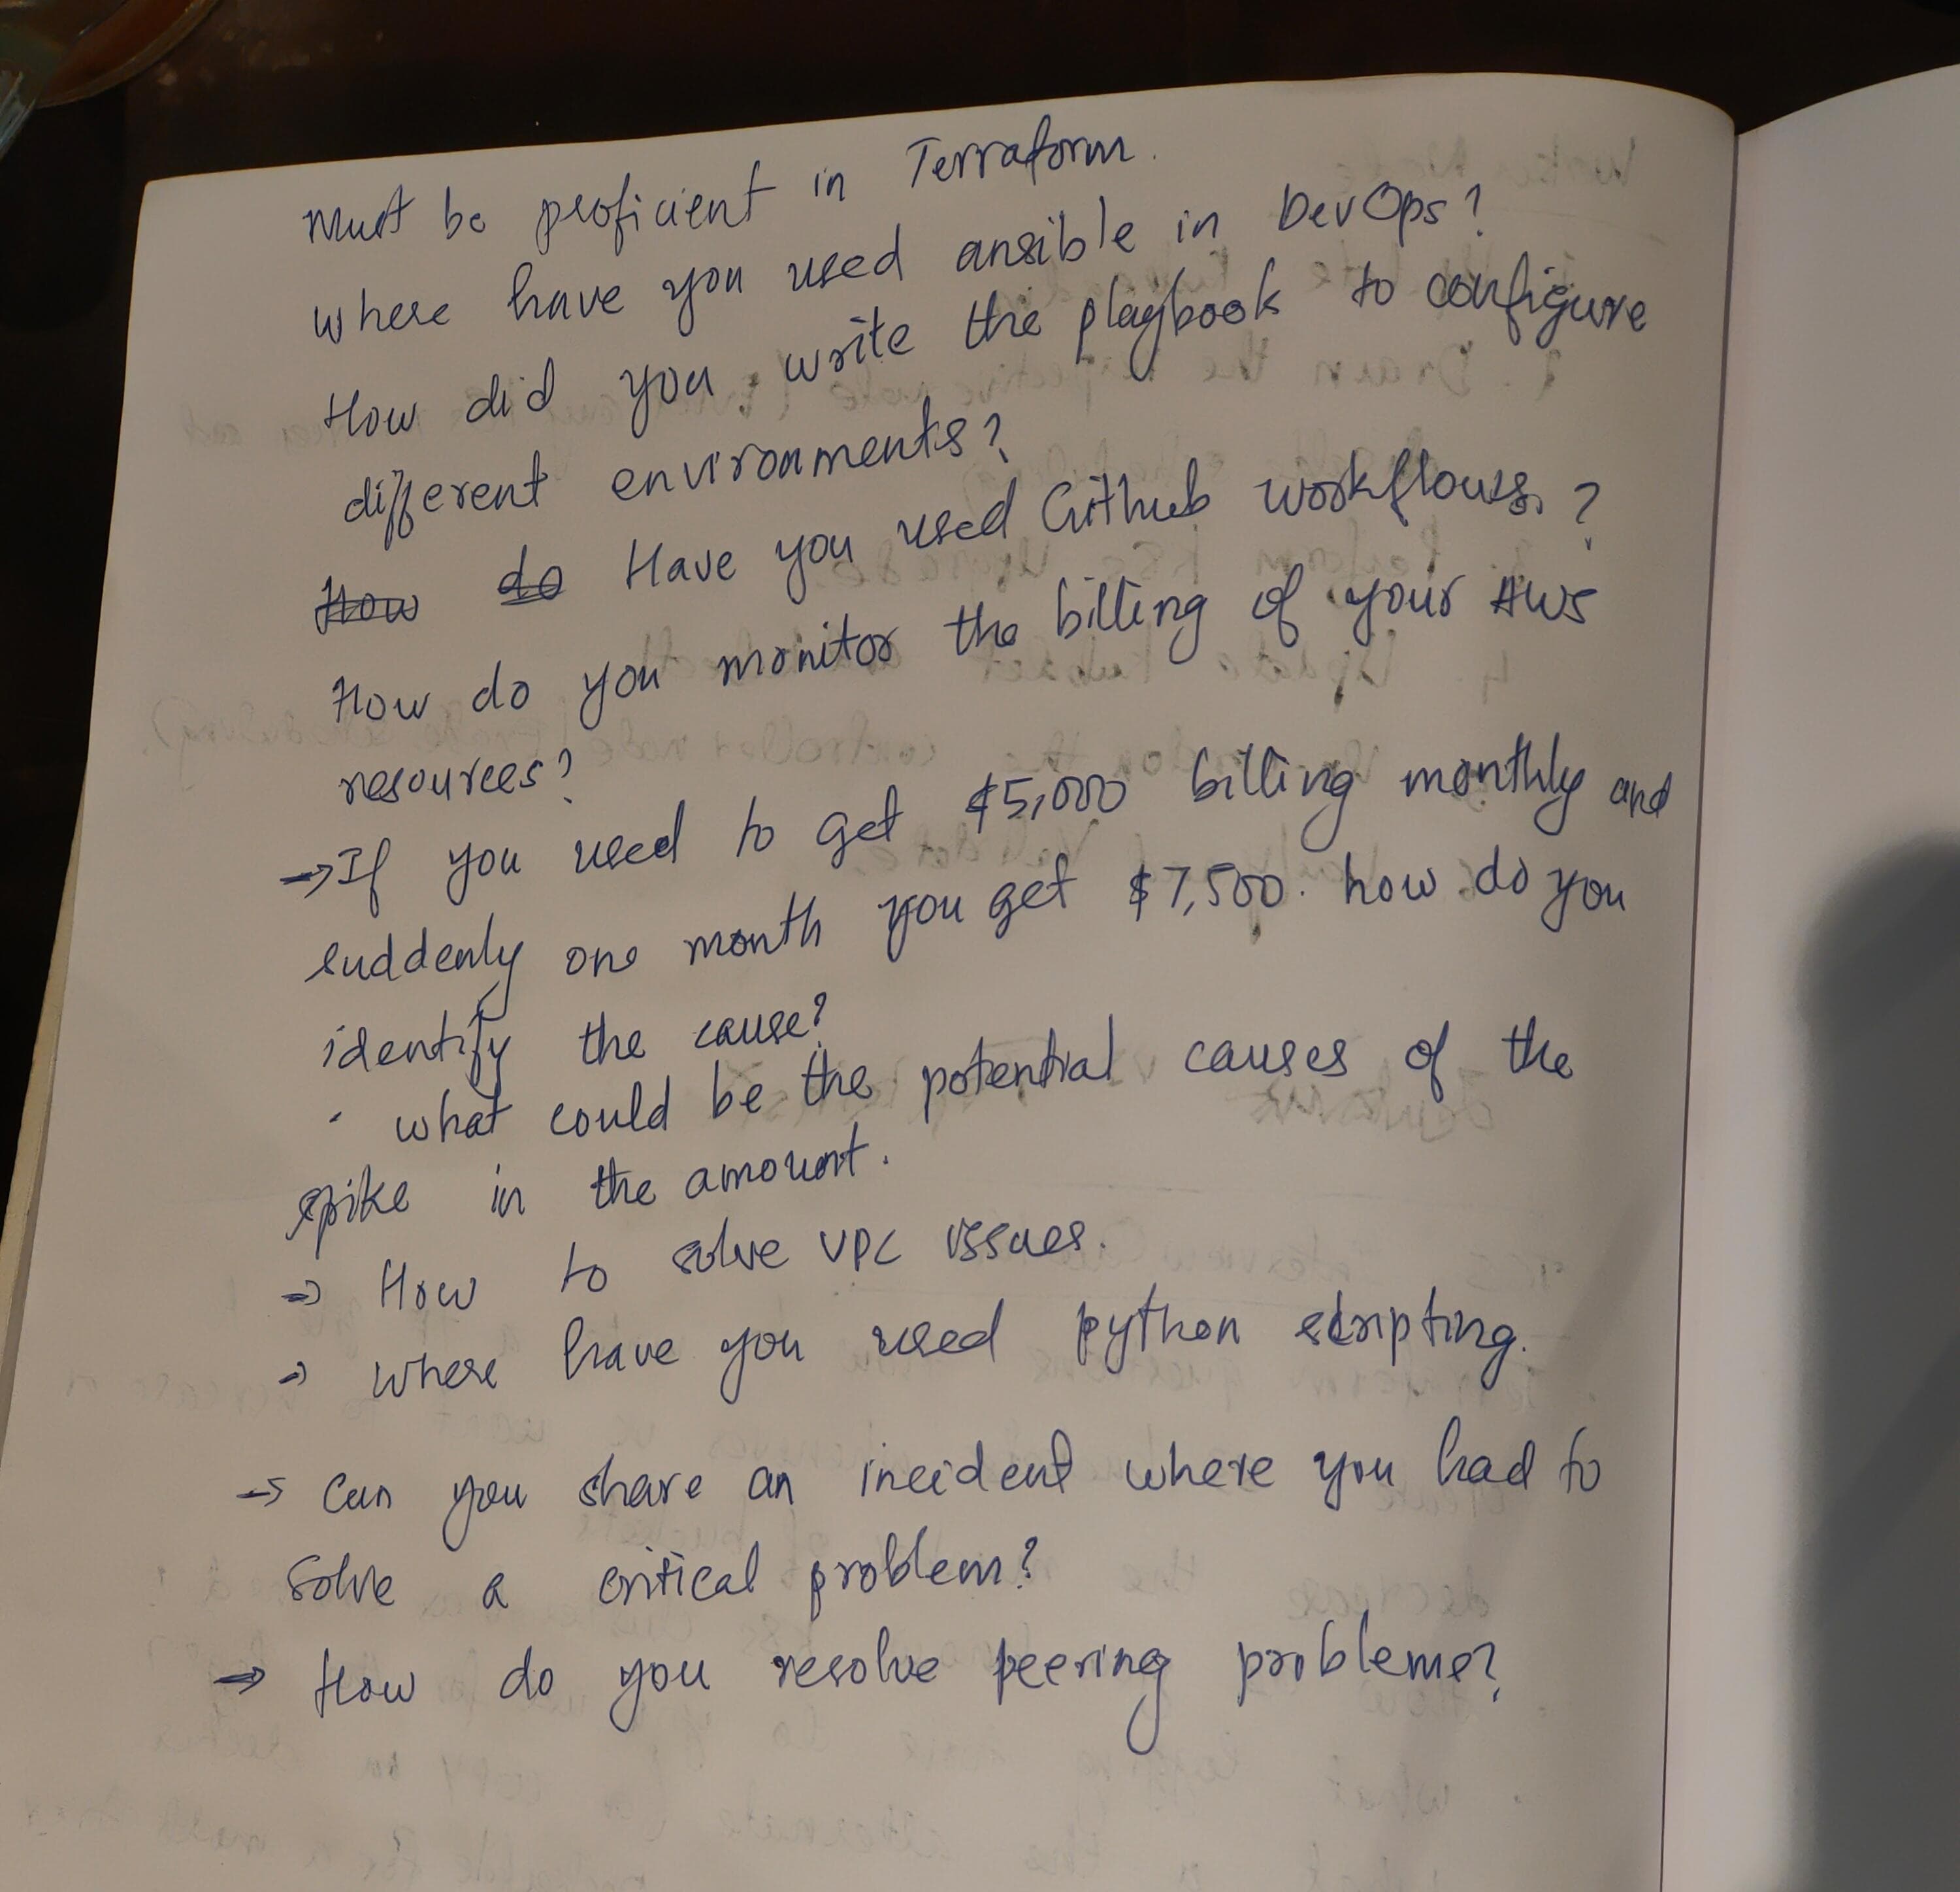 Must be proficient in Terraform.
Where have you used ansible in DevOps?
How did you write the playbook to configure
different environments?
How do Have you used Github workflows?
How do you monitor the billing of your AWS
resources?
→ If you used to get $5,000 billing monthly and
suddenly one month you get $7,500. how do you
identify the cause?
· what could be the potential causes of the
spike in the amount.
→ How to solve VPC issues.
→ Where have you used python scripting.
→ Can you share an incident where you had to
solve a critical problem?
→ How do you resolve peering problems?